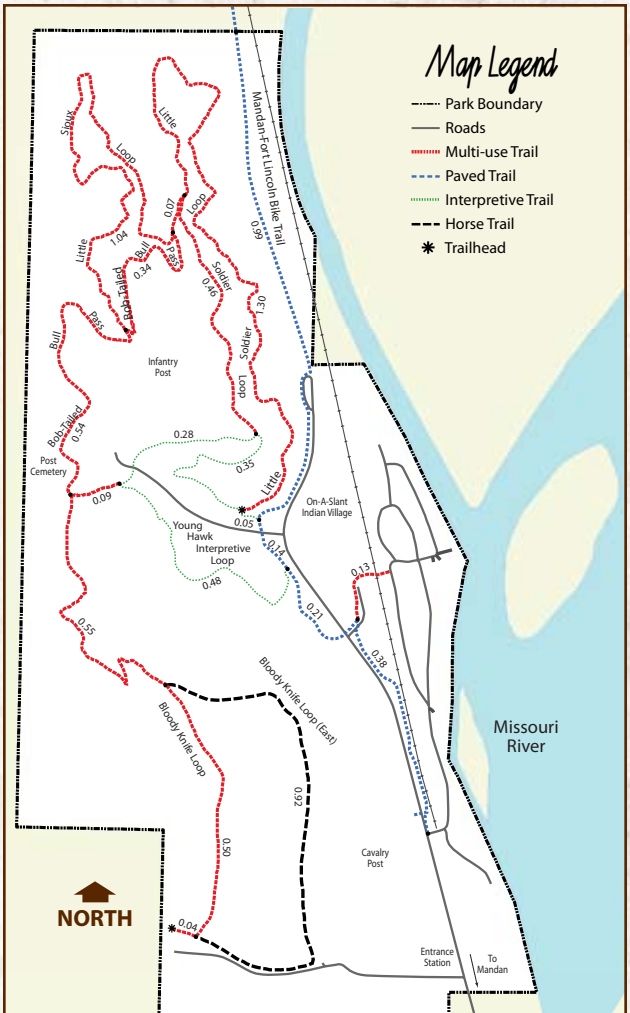 Map Legend
Park Boundary
Roads
Multi-use Trail
Paved Trail
Interpretive Trail
Horse Trail
Trailhead
Mandan-Fort Lincoln Bike Trail
0.99
Sioux
Loop
Little
1.04
Little
Loop
0.07
Soldier
0.46
Loop
1.30
Soldier
Little
Bull
Pass
0.34
Bob-Tailed
Pass
Bull
Bob-Tailed
0.54
Infantry
Post
Post
Cemetery
0.09
0.28
0.35
0.05
Young
Hawk
Interpretive
Loop
0.48
On-A-Slant
Indian Village
0.14
0.13
0.21
0.38
0.55
Bloody Knife Loop (East)
Bloody Knife Loop
0.92
0.50
0.04
Missouri
River
Cavalry
Post
NORTH
Entrance
Station
To
Mandan